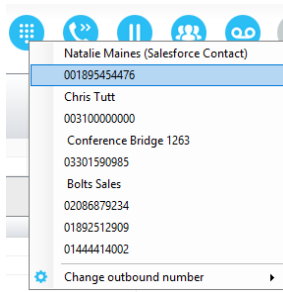 Natalie Maines (Salesforce Contact)
001895454476
Chris Tutt
003100000000
Conference Bridge 1263
03301590985
Bolts Sales
02086879234
01892512909
01444414002
Change outbound number